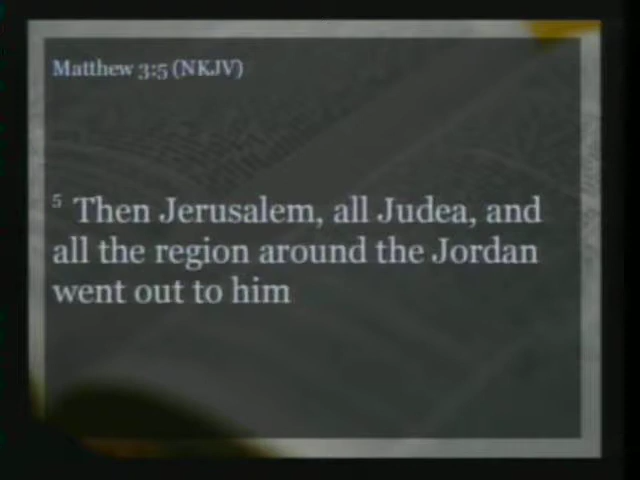 Matthew 3:5 (NKJV)
5 Then Jerusalem, all Judea, and
all the region around the Jordan
went out to him